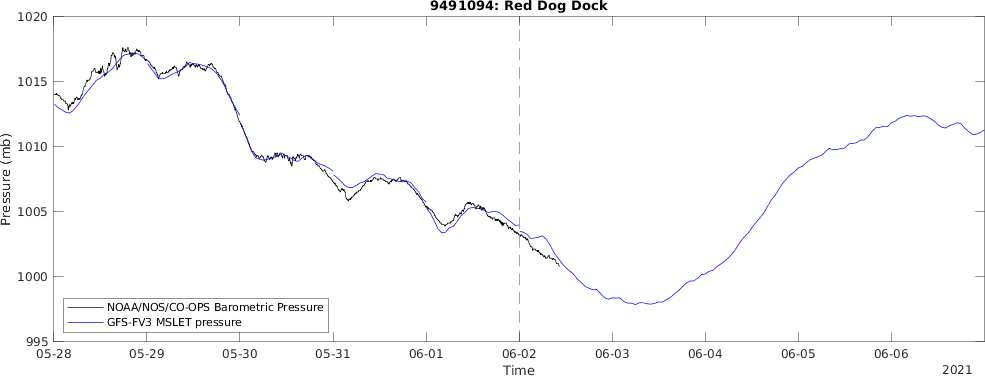 9491094: Red Dog Dock
1020
1015
1010
1005
1000
995
Pressure (mb)
NOAA/NOS/CO-OPS Barometric Pressure
GFS-FV3 MSLET pressure
05-28 05-29 05-30 05-31 06-01 06-02 06-03 06-04 06-05 06-06
Time
2021